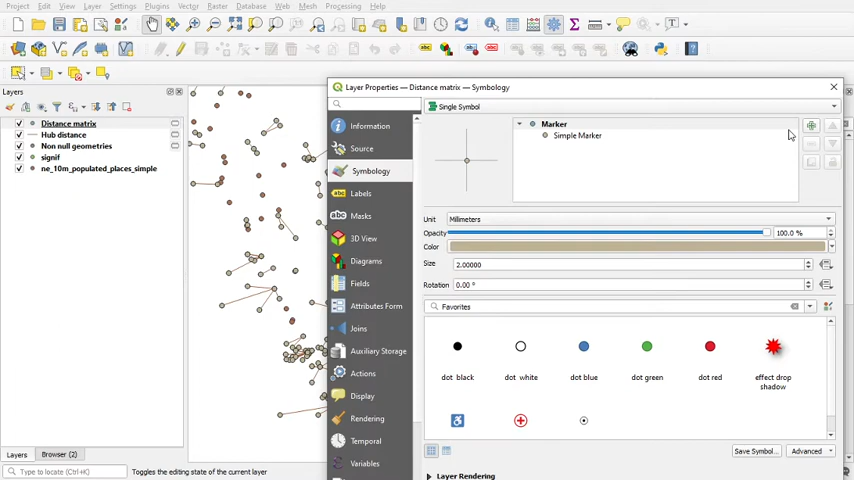 Project Edit View Layer Settings Plugins Vector Raster Database Web Mesh Processing Help
Layers
Distance matrix
Hub distance
Non null geometries
signif
ne_10m_populated_places_simple
Layers Browser (2)
Type to locate (Ctrl+K) Toggles the editing state of the current layer
Layer Properties — Distance matrix — Symbology
Information
Source
Symbology
Labels
Masks
3D View
Diagrams
Fields
Attributes Form
Joins
Auxiliary Storage
Actions
Display
Rendering
Temporal
Variables
Single Symbol
Marker
Simple Marker
Unit Millimeters
Opacity 100.0 %
Color
Size 2.00000
Rotation 0.00 °
Favorites
dot black dot white dot blue dot green dot red effect drop
shadow
Save Symbol... Advanced
Layer Rendering